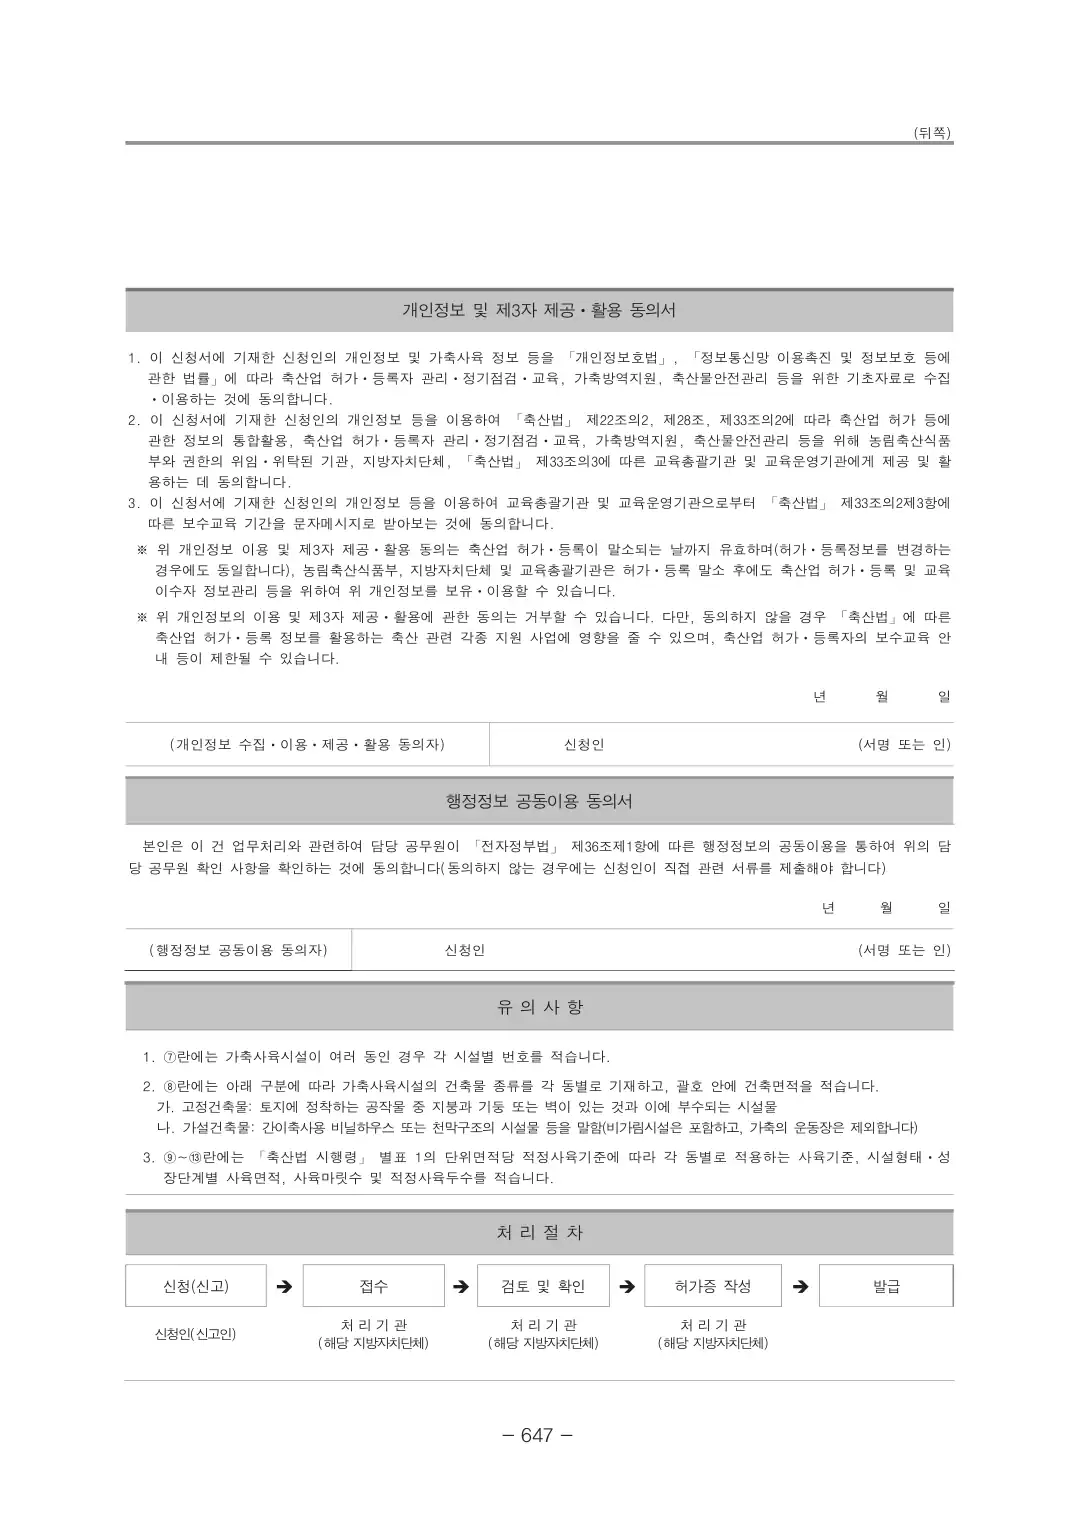 (뒤쪽)
개인정보 및 제3자 제공·활용 동의서
1. 이 신청서에 기재한 신청인의 개인정보 및 가축사육 정보 등을 「개인정보보호법」, 「정보통신망 이용촉진 및 정보보호 등에
관한 법률」에 따라 축산업 허가·등록자 관리·정기점검·교육, 가축방역지원, 축산물안전관리 등을 위한 기초자료로 수집
·이용하는 것에 동의합니다.
2. 이 신청서에 기재한 신청인의 개인정보 등을 이용하여 「축산법」 제22조의2, 제28조, 제33조의2에 따라 축산업 허가 등에
관한 정보의 통합활용, 축산업 허가·등록자 관리·정기점검·교육, 가축방역지원, 축산물안전관리 등을 위해 농림축산식품
부와 권한의 위임·위탁된 기관, 지방자치단체, 「축산법」 제33조의3에 따른 교육총괄기관 및 교육운영기관에게 제공 및 활
용하는 데 동의합니다.
3. 이 신청서에 기재한 신청인의 개인정보 등을 이용하여 교육총괄기관 및 교육운영기관으로부터 「축산법」 제33조의2제3항에
따른 보수교육 기간을 문자메시지로 받아보는 것에 동의합니다.
※ 위 개인정보 이용 및 제3자 제공·활용 동의는 축산업 허가·등록이 말소되는 날까지 유효하며(허가·등록정보를 변경하는
경우에도 동일합니다), 농림축산식품부, 지방자치단체 및 교육총괄기관은 허가·등록 말소 후에도 축산업 허가·등록 및 교육
이수자 정보관리 등을 위하여 위 개인정보를 보유·이용할 수 있습니다.
※ 위 개인정보의 이용 및 제3자 제공·활용에 관한 동의는 거부할 수 있습니다. 다만, 동의하지 않을 경우 「축산법」에 따른
축산업 허가·등록 정보를 활용하는 축산 관련 각종 지원 사업에 영향을 줄 수 있으며, 축산업 허가·등록자의 보수교육 안
내 등이 제한될 수 있습니다.
년 월 일
(개인정보 수집·이용·제공·활용 동의자) 신청인 (서명 또는 인)
행정정보 공동이용 동의서
본인은 이 건 업무처리와 관련하여 담당 공무원이 「전자정부법」 제36조제1항에 따른 행정정보의 공동이용을 통하여 위의 담
당 공무원 확인 사항을 확인하는 것에 동의합니다(동의하지 않는 경우에는 신청인이 직접 관련 서류를 제출해야 합니다)
년 월 일
(행정정보 공동이용 동의자) 신청인 (서명 또는 인)
유 의 사 항
1. ⑦란에는 가축사육시설이 여러 동인 경우 각 시설별 번호를 적습니다.
2. ⑧란에는 아래 구분에 따라 가축사육시설의 건축물 종류를 각 동별로 기재하고, 괄호 안에 건축면적을 적습니다.
가. 고정건축물: 토지에 정착하는 공작물 중 지붕과 기둥 또는 벽이 있는 것과 이에 부수되는 시설물
나. 가설건축물: 간이축사용 비닐하우스 또는 천막구조의 시설물 등을 말함(비가림시설은 포함하고, 가축의 운동장은 제외합니다)
3. ⑨~⑬란에는 「축산법 시행령」 별표 1의 단위면적당 적정사육기준에 따라 각 동별로 적용하는 사육기준, 시설형태·성
장단계별 사육면적, 사육마릿수 및 적정사육두수를 적습니다.
처 리 절 차
신청(신고) ➔ 접수 ➔ 검토 및 확인 ➔ 허가증 작성 ➔ 발급
신청인(신고인) 처 리 기 관 처 리 기 관 처 리 기 관
(해당 지방자치단체) (해당 지방자치단체) (해당 지방자치단체)
- 647 -